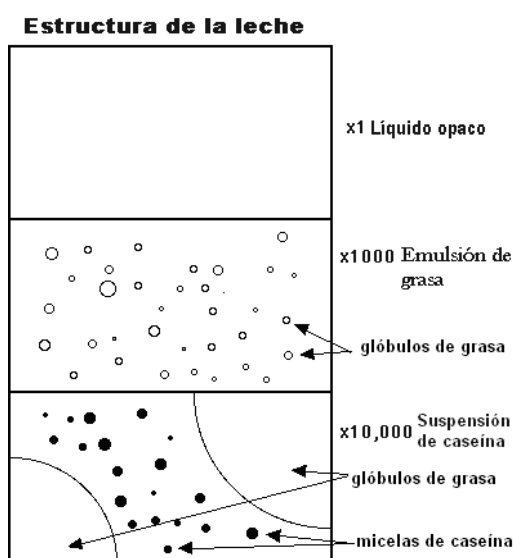 Estructura de la leche
x1 Líquido opaco
x1000 Emulsión de
grasa
glóbulos de grasa
x10,000 Suspensión
de caseína
glóbulos de grasa
micelas de caseína